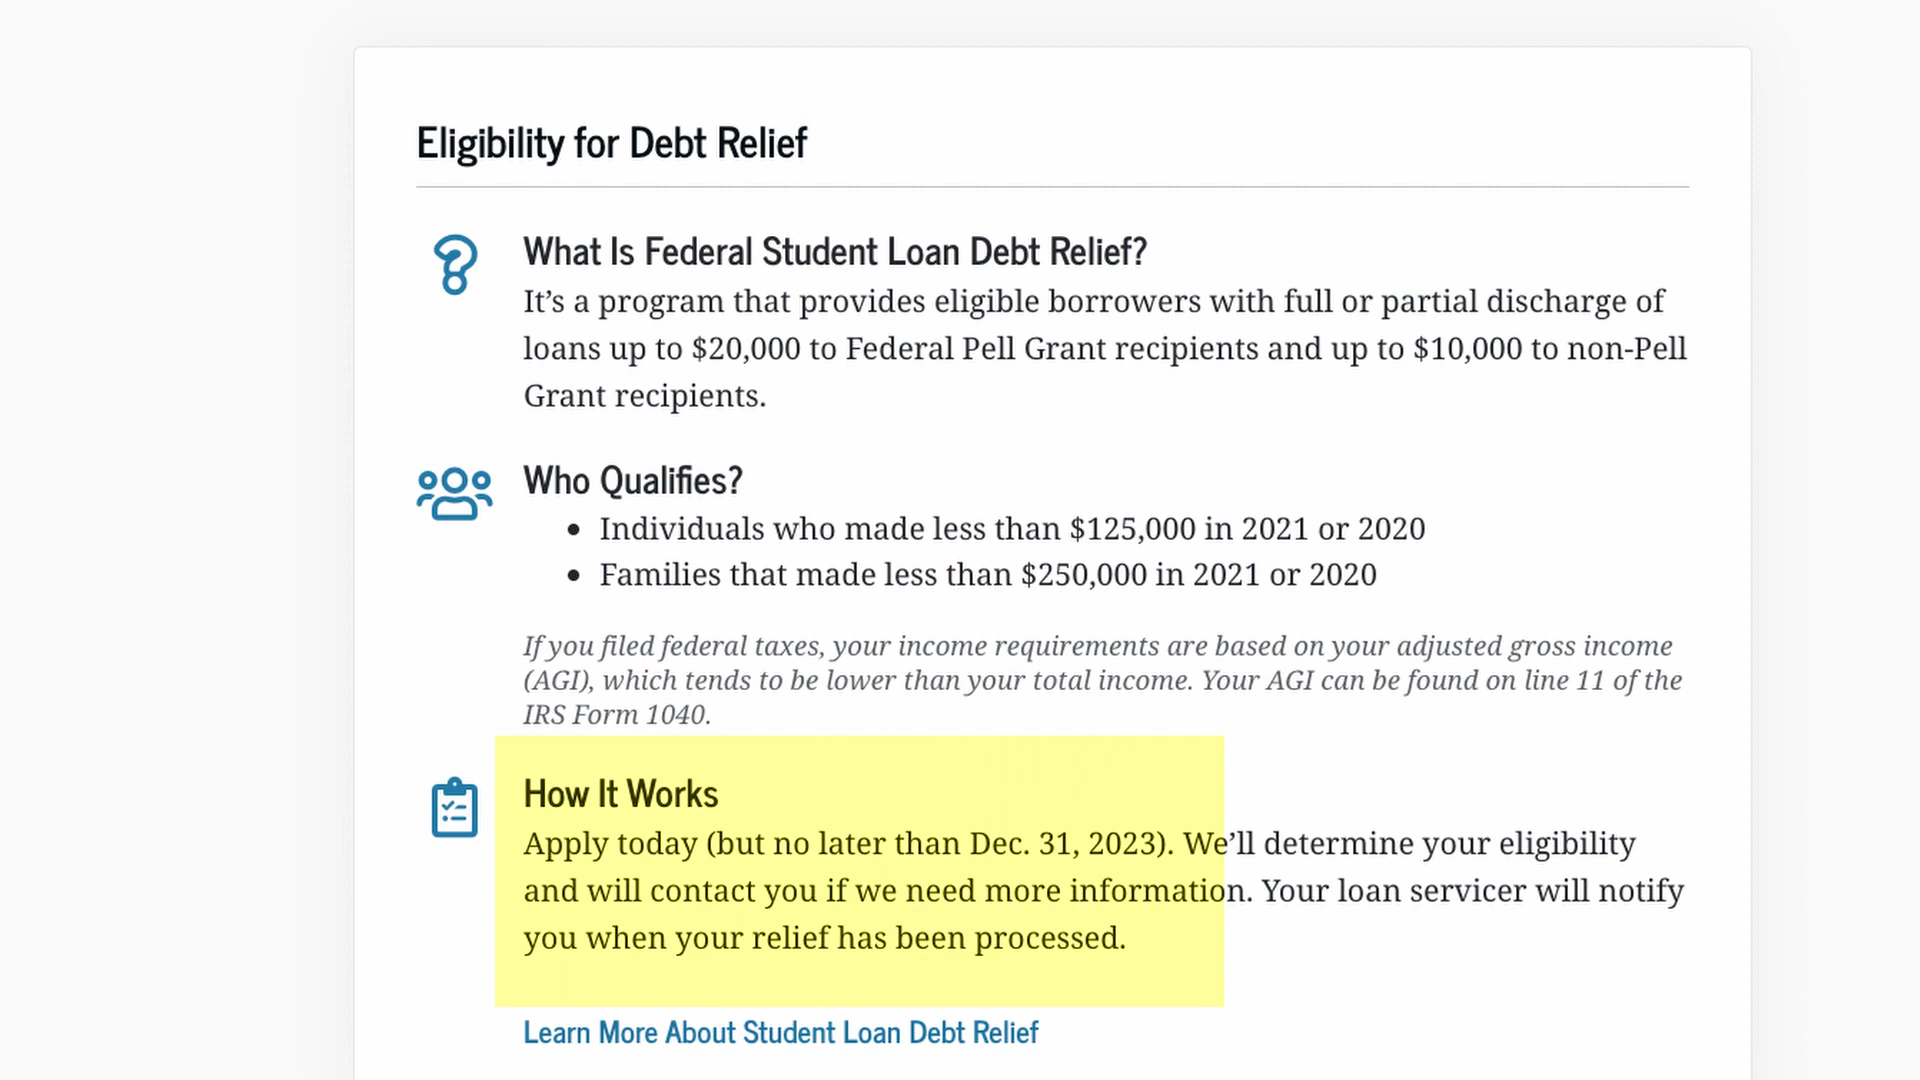 Eligibility for Debt Relief
What Is Federal Student Loan Debt Relief?
It’s a program that provides eligible borrowers with full or partial discharge of
loans up to $20,000 to Federal Pell Grant recipients and up to $10,000 to non-Pell
Grant recipients.
Who Qualifies?
• Individuals who made less than $125,000 in 2021 or 2020
• Families that made less than $250,000 in 2021 or 2020
If you filed federal taxes, your income requirements are based on your adjusted gross income
(AGI), which tends to be lower than your total income. Your AGI can be found on line 11 of the
IRS Form 1040.
How It Works
Apply today (but no later than Dec. 31, 2023). We’ll determine your eligibility
and will contact you if we need more information. Your loan servicer will notify
you when your relief has been processed.
Learn More About Student Loan Debt Relief